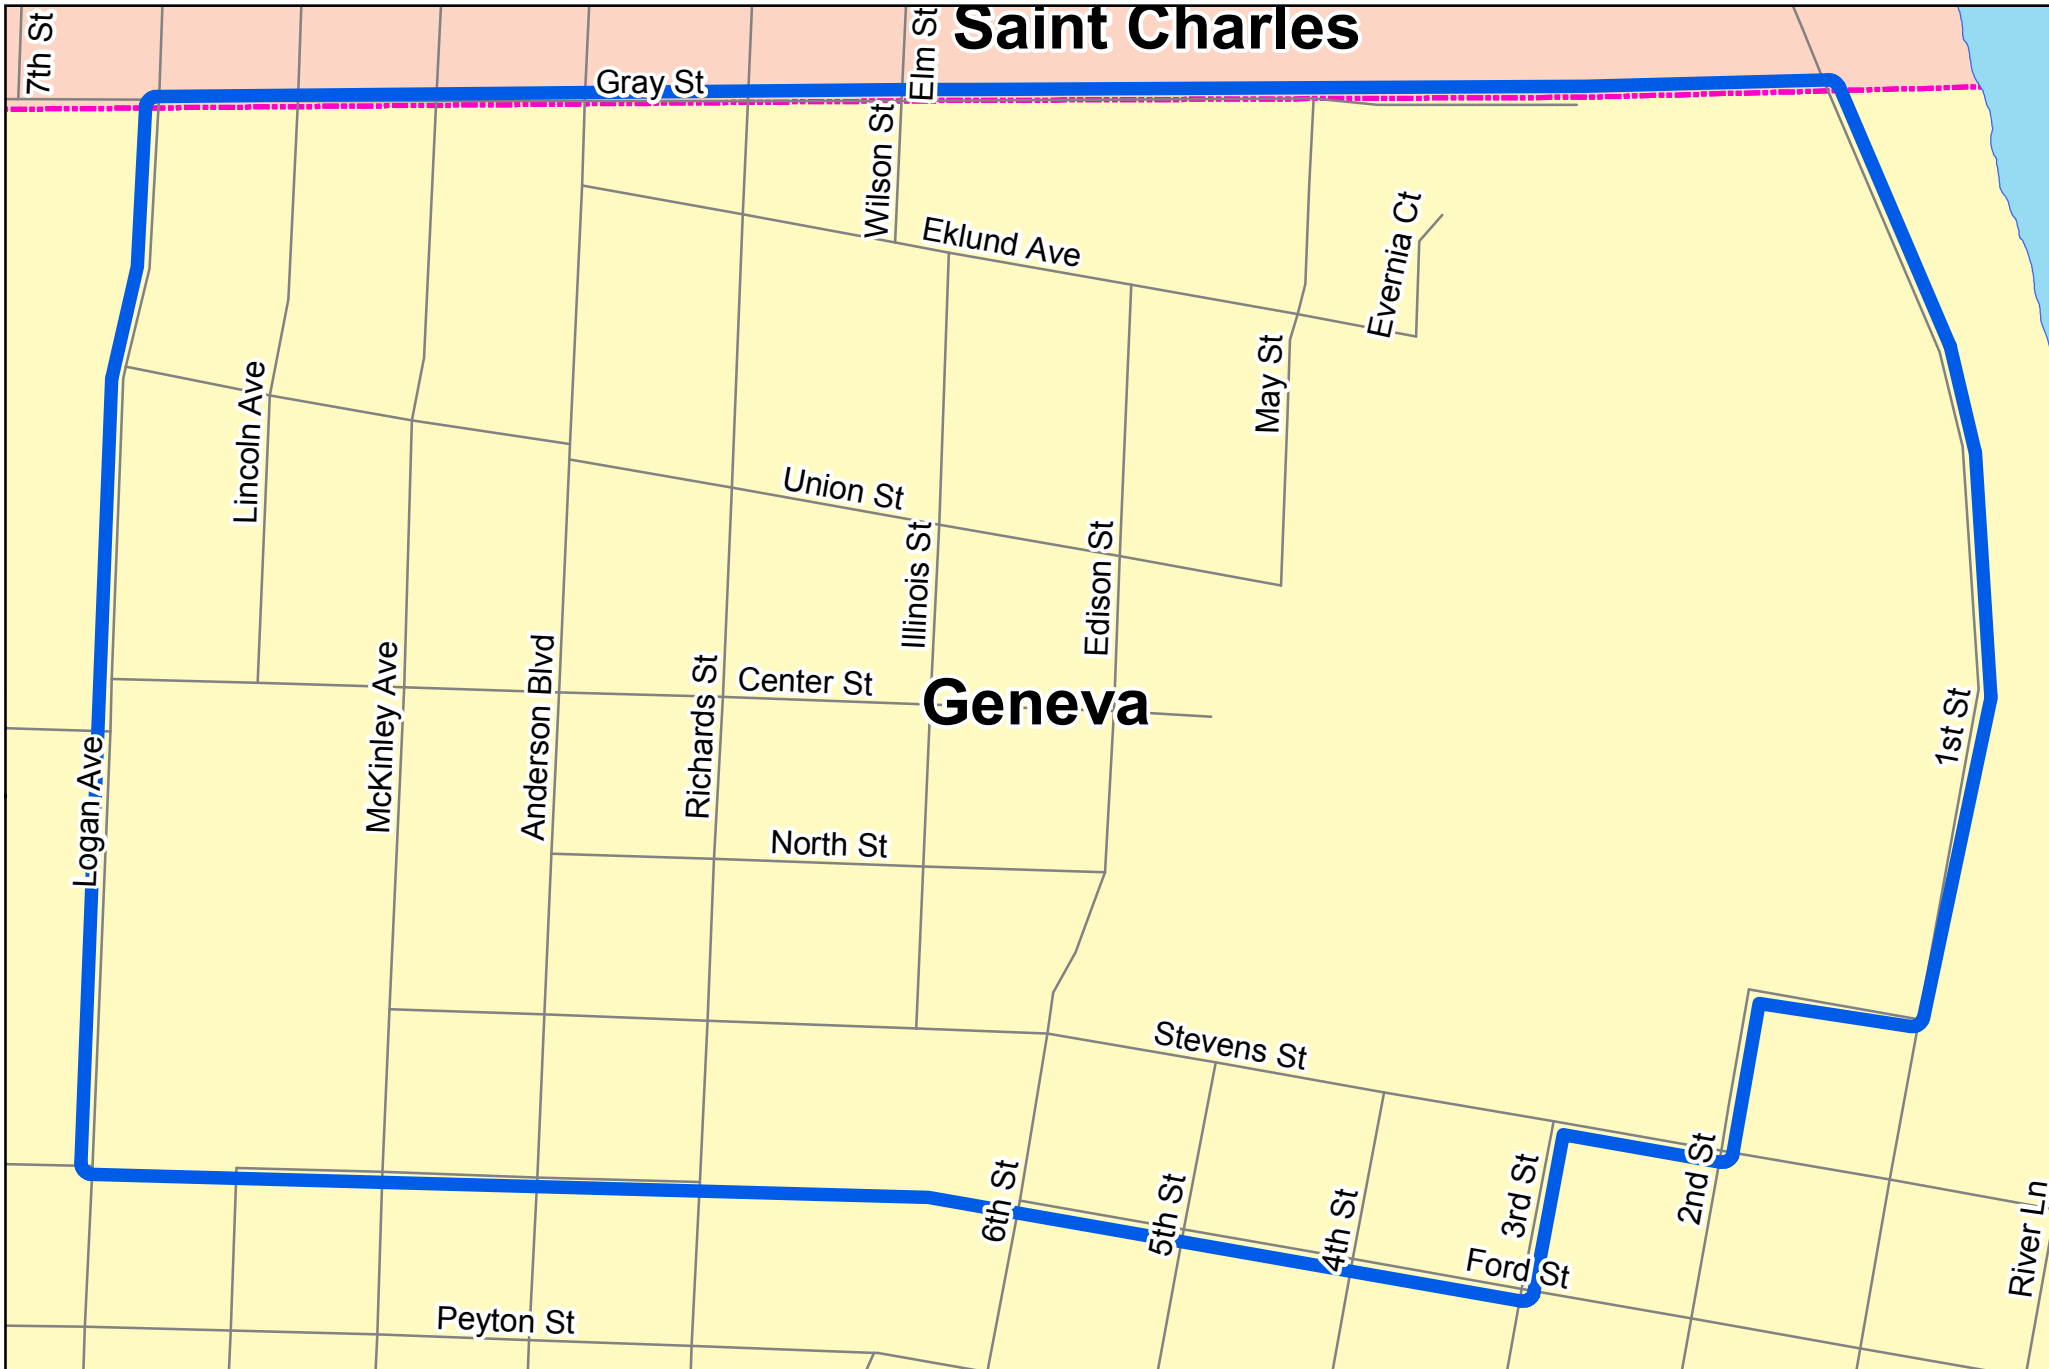 Saint Charles
7th St
Elm St
Gray St
Wilson St
Eklund Ave
Evernia Ct
May St
Lincoln Ave
Union St
Illinois St
Edison St
McKinley Ave
Anderson Blvd
Richards St
Center St
Geneva
1st St
Logan Ave
North St
Stevens St
6th St
5th St
4th St
3rd St
2nd St
River Ln
Ford St
Peyton St